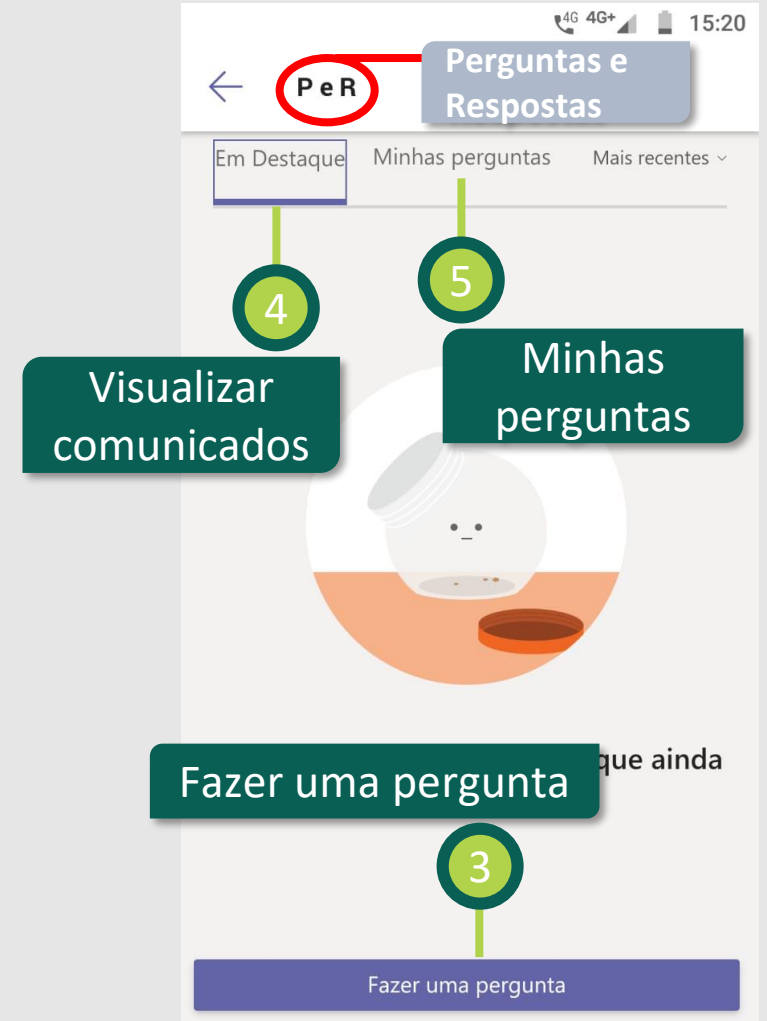 4G 4G+ 15:20
P e R
Perguntas e
Respostas
Em Destaque Minhas perguntas Mais recentes
4
5
Visualizar
comunicados
Minhas
perguntas
que ainda
Fazer uma pergunta
3
Fazer uma pergunta